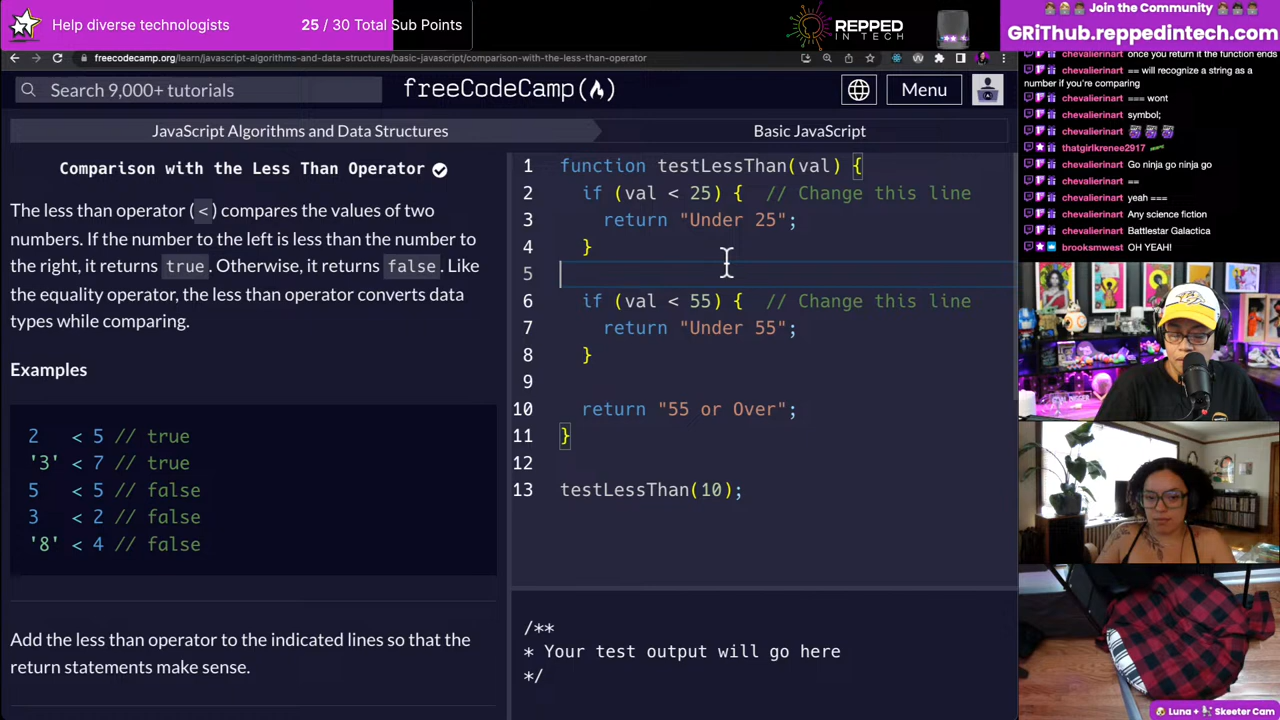 Help diverse technologists
25 / 30 Total Sub Points
REPPED
IN TECH
Join the Community
GRiThub.reppedintech.com
freecodecamp.org/learn/javascript-algorithms-and-data-structures/basic-javascript/comparison-with-the-less-than-operator
Search 9,000+ tutorials
freeCodeCamp
Menu
JavaScript Algorithms and Data Structures
Basic JavaScript
Comparison with the Less Than Operator
The less than operator ( < ) compares the values of two
numbers. If the number to the left is less than the number to
the right, it returns true. Otherwise, it returns false. Like
the equality operator, the less than operator converts data
types while comparing.
Examples
2 < 5 // true
'3' < 7 // true
5 < 5 // false
3 < 2 // false
'8' < 4 // false
Add the less than operator to the indicated lines so that the
return statements make sense.
1 function testLessThan(val) {
2 if (val < 25) { // Change this line
3 return "Under 25";
4 }
5
6 if (val < 55) { // Change this line
7 return "Under 55";
8 }
9
10 return "55 or Over";
11 }
12
13 testLessThan(10);
/**
* Your test output will go here
*/
chevalierinart once you return it the function ends
chevalierinart == will recognize a string as a
number if you're comparing
chevalierinart === wont
chevalierinart symbol;
chevalierinart
thatgirlkrenee2917
chevalierinart Go ninja go ninja go
chevalierinart ==
chevalierinart yeah ===
chevalierinart Any science fiction
chevalierinart Battlestar Galactica
brooksmwest OH YEAH!
Luna + Skeeter Cam